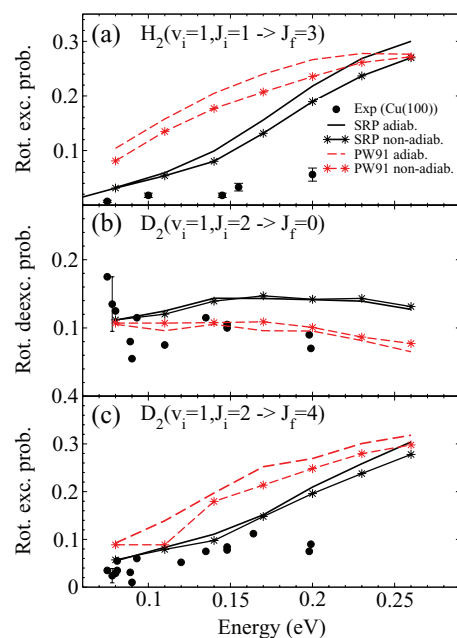 (a) H2(vi=1,Ji=1 -> Jf=3)
Rot. exc. prob.
0.3
0.2
0.1
Exp (Cu(100))
SRP adiab.
SRP non-adiab.
PW91 adiab.
PW91 non-adiab.
(b) D2(vi=1,Ji=2 -> Jf=0)
Rot. deexc. prob.
0.2
0.1
0.4
(c) D2(vi=1,Ji=2 -> Jf=4)
Rot. exc. prob.
0.3
0.2
0.1
0
0.1 0.15 0.2 0.25
Energy (eV)